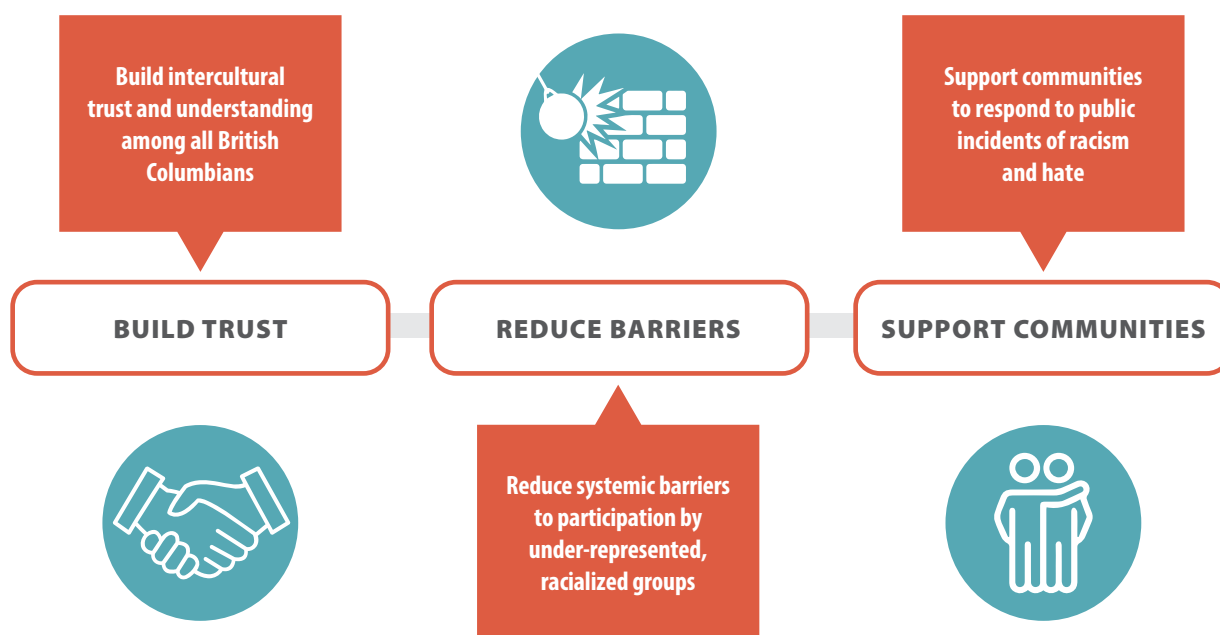 Build intercultural
trust and understanding
among all British
Columbians
Support communities
to respond to public
incidents of racism
and hate
BUILD TRUST
REDUCE BARRIERS
SUPPORT COMMUNITIES
Reduce systemic barriers
to participation by
under-represented,
racialized groups